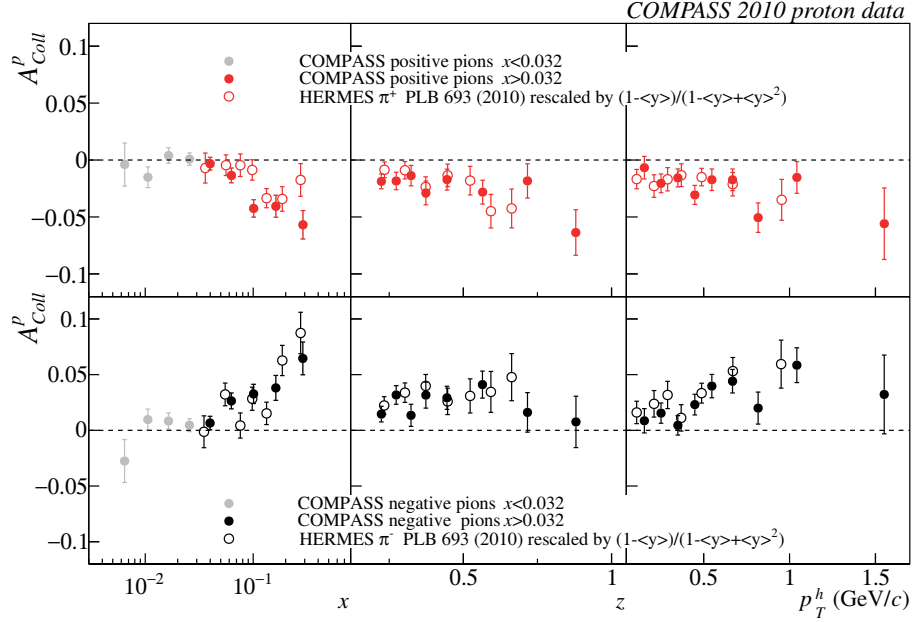 COMPASS 2010 proton data
A^p_Coll
0.1
0.05
0
−0.05
−0.1
COMPASS positive pions x<0.032
COMPASS positive pions x>0.032
HERMES π⁺ PLB 693 (2010) rescaled by (1-<y>)/(1-<y>+<y>²)
A^p_Coll
0.1
0.05
0
−0.05
−0.1
COMPASS negative pions x<0.032
COMPASS negative pions x>0.032
HERMES π⁻ PLB 693 (2010) rescaled by (1-<y>)/(1-<y>+<y>²)
10⁻² 10⁻¹ 0.5 1 0.5 1 1.5
x z p_T^h (GeV/c)